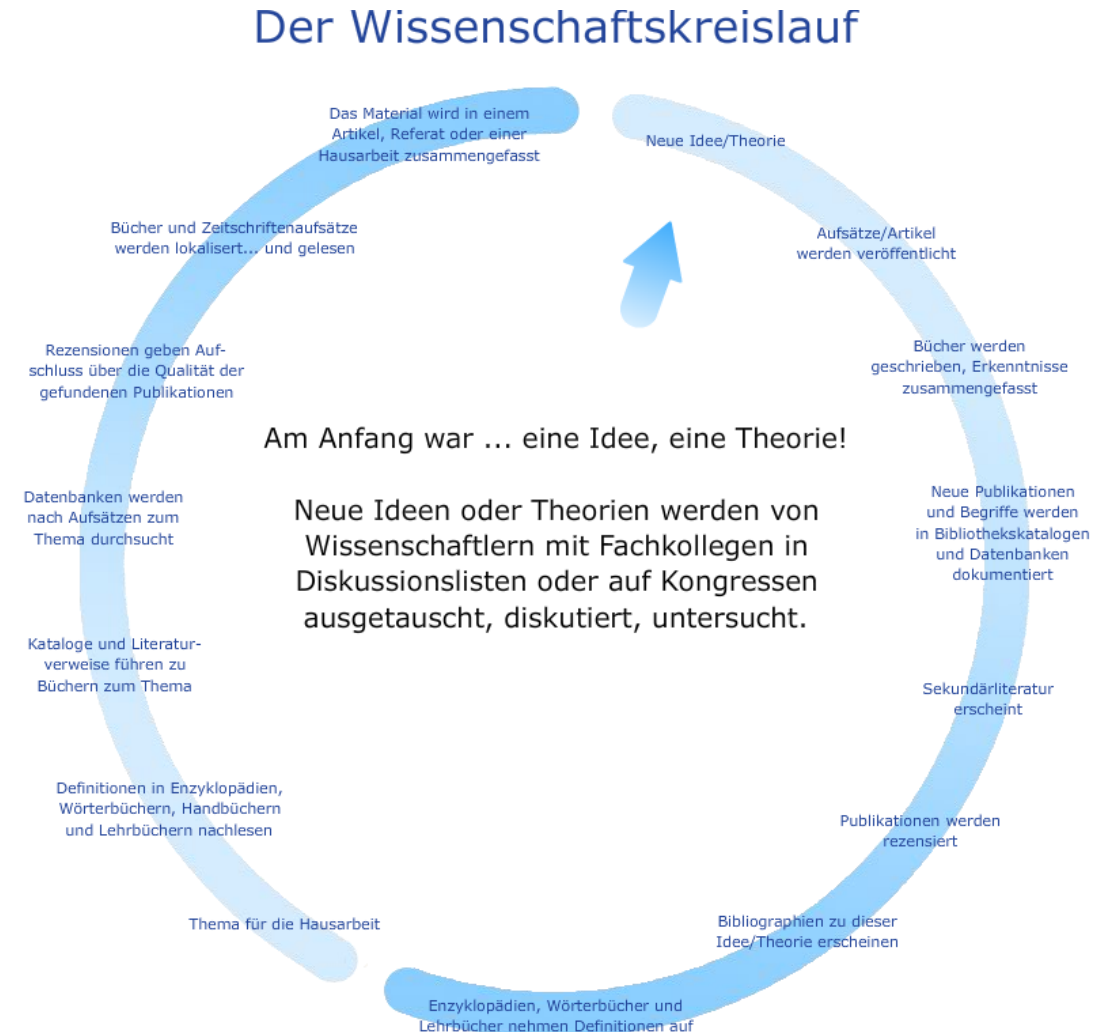 Der Wissenschaftskreislauf
Neue Idee/Theorie
Aufsätze/Artikel
werden veröffentlicht
Bücher werden
geschrieben, Erkenntnisse
zusammengefasst
Neue Publikationen
und Begriffe werden
in Bibliothekskatalogen
und Datenbanken
dokumentiert
Sekundärliteratur
erscheint
Publikationen werden
rezensiert
Bibliographien zu dieser
Idee/Theorie erscheinen
Enzyklopädien, Wörterbücher und
Lehrbücher nehmen Definitionen auf
Thema für die Hausarbeit
Definitionen in Enzyklopädien,
Wörterbüchern, Handbüchern
und Lehrbüchern nachlesen
Kataloge und Literatur-
verweise führen zu
Büchern zum Thema
Datenbanken werden
nach Aufsätzen zum
Thema durchsucht
Rezensionen geben Auf-
schluss über die Qualität der
gefundenen Publikationen
Bücher und Zeitschriftenaufsätze
werden lokalisert... und gelesen
Das Material wird in einem
Artikel, Referat oder einer
Hausarbeit zusammengefasst
Am Anfang war ... eine Idee, eine Theorie!
Neue Ideen oder Theorien werden von
Wissenschaftlern mit Fachkollegen in
Diskussionslisten oder auf Kongressen
ausgetauscht, diskutiert, untersucht.